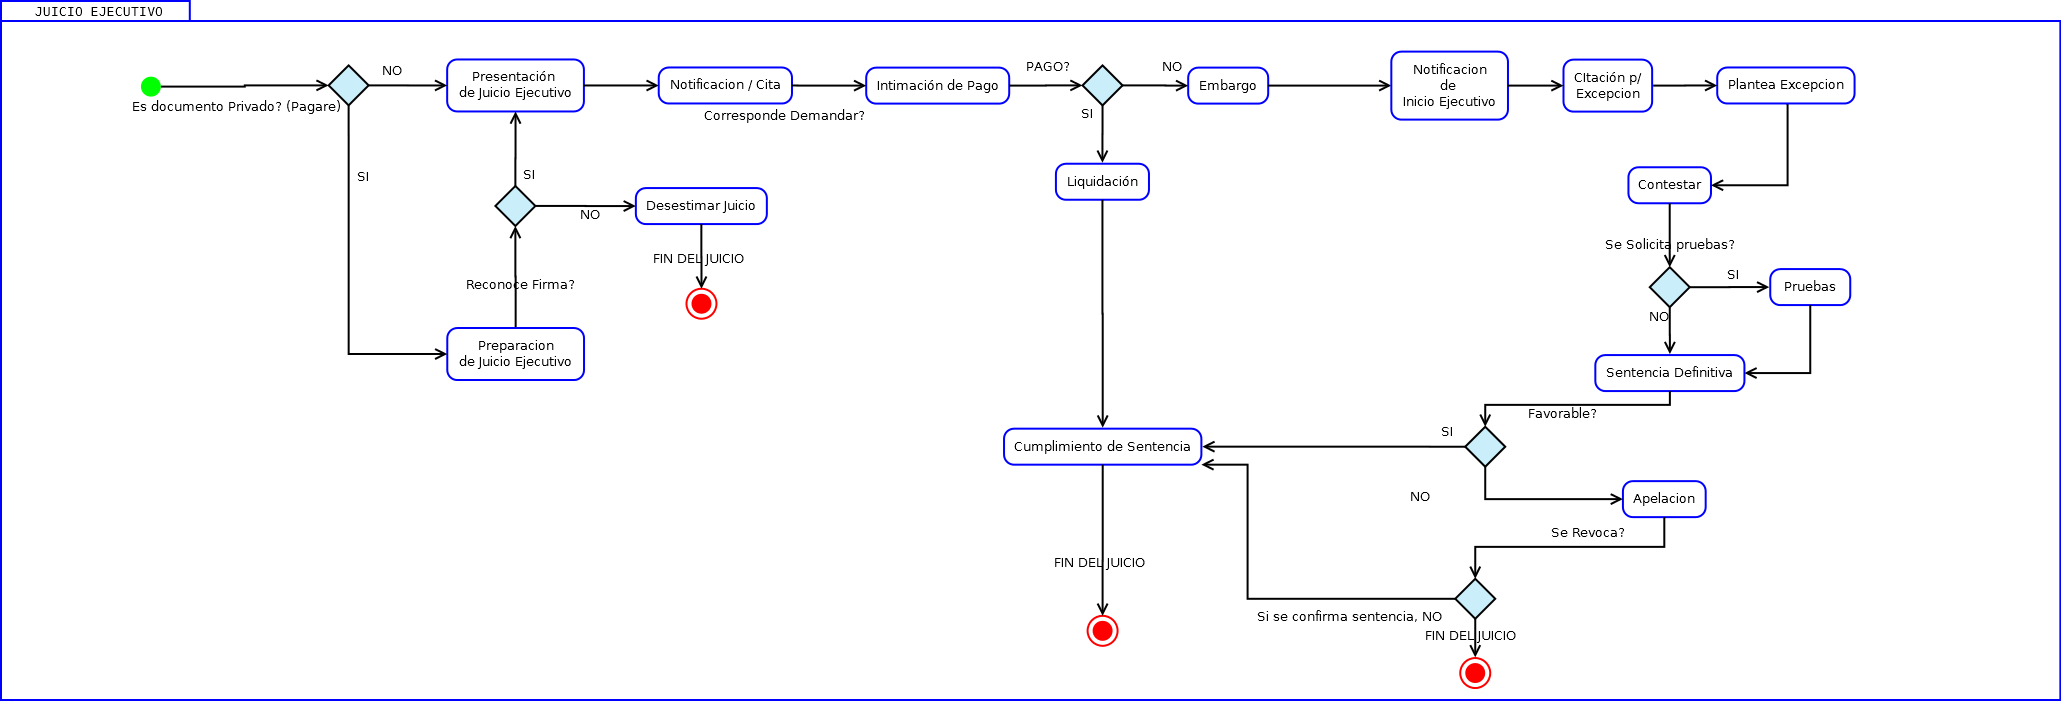 JUICIO EJECUTIVO
Es documento Privado? (Pagare)
NO
SI
Presentación
de Juicio Ejecutivo
Notificacion / Cita
Corresponde Demandar?
Intimación de Pago
PAGO?
NO
SI
Embargo
Notificacion
de
Inicio Ejecutivo
CItación p/
Excepcion
Plantea Excepcion
SI
NO
Desestimar Juicio
FIN DEL JUICIO
Reconoce Firma?
Preparacion
de Juicio Ejecutivo
Liquidación
Contestar
Se Solicita pruebas?
SI
NO
Pruebas
Sentencia Definitiva
Favorable?
SI
NO
Cumplimiento de Sentencia
FIN DEL JUICIO
Apelacion
Se Revoca?
Si se confirma sentencia, NO
FIN DEL JUICIO